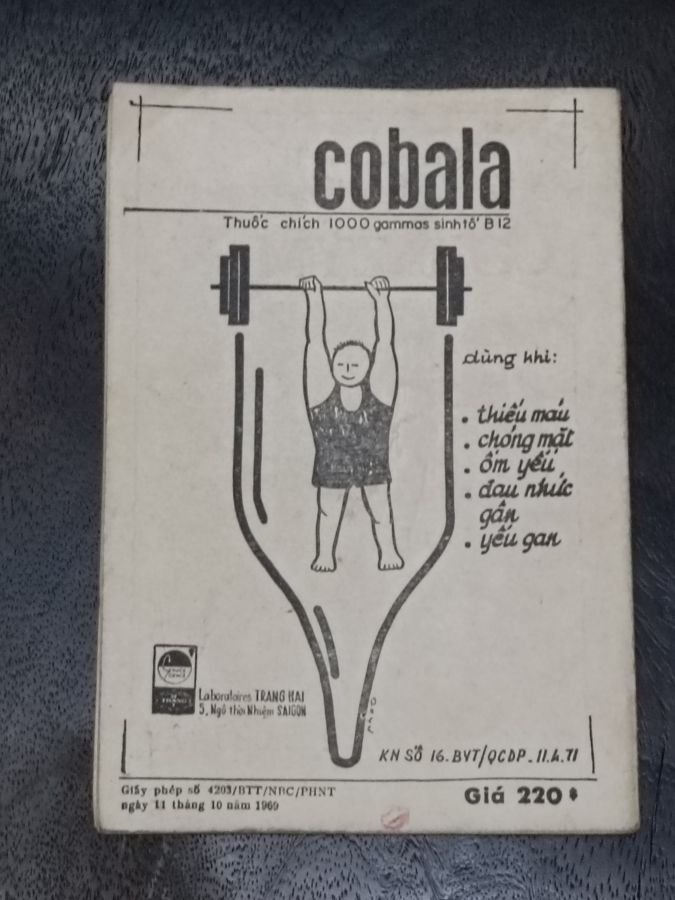 cobala
Thuốc chích 1000 gammas sinh tố B12
dùng khi:
. thiếu máu
. chóng mặt
. ốm yếu
. đau nhức
gân
. yếu gan
Laboratoires TRANG HAI
5, Ngô thời Nhiệm SAIGON
KN SỐ 16.BYT/QCDP.11.4.71
Giấy phép số 4203/BTT/NBC/PHNT
ngày 11 tháng 10 năm 1969
Giá 220đ